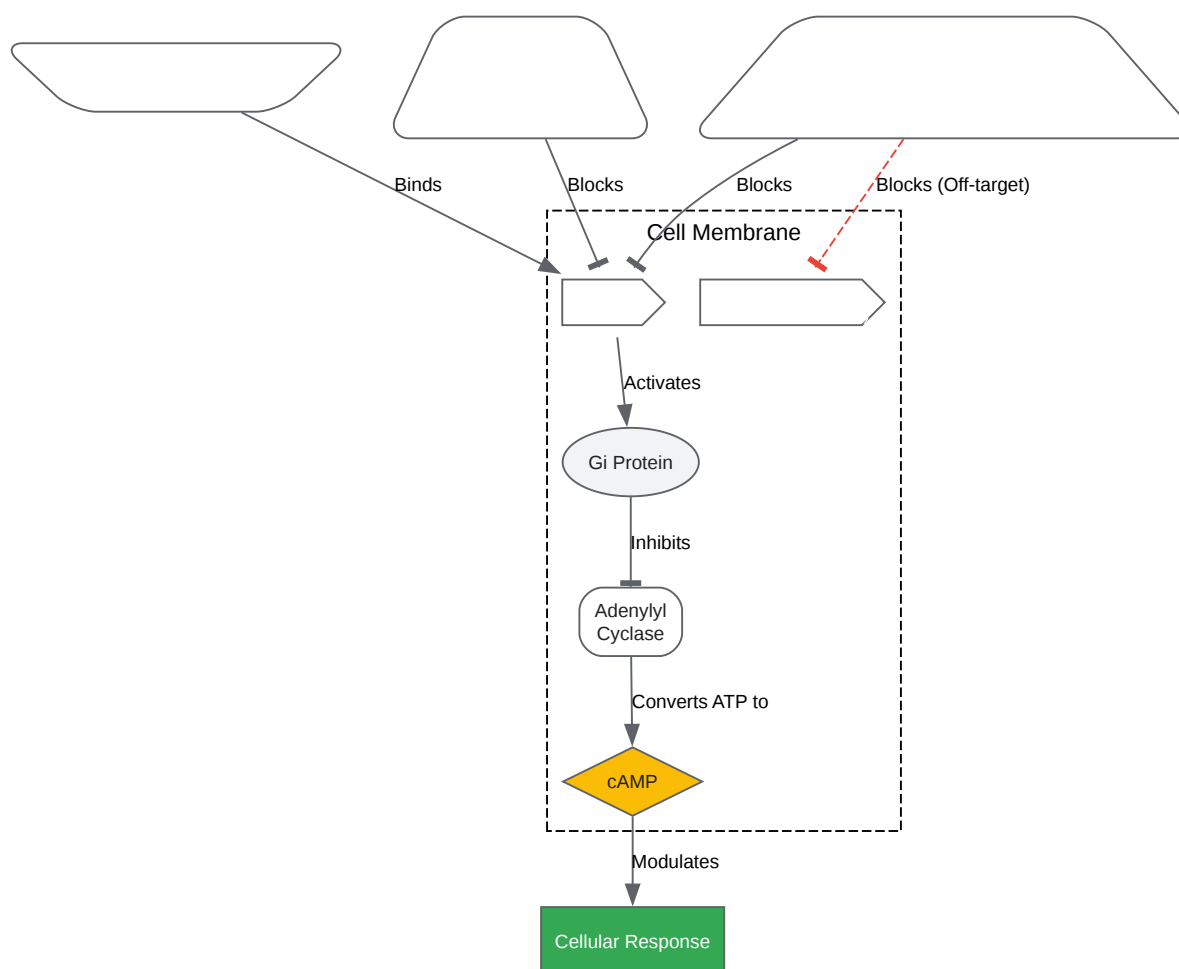 Binds
Blocks
Blocks
Blocks (Off-target)
Cell Membrane
Activates
Gi Protein
Inhibits
Adenylyl
Cyclase
Converts ATP to
cAMP
Modulates
Cellular Response